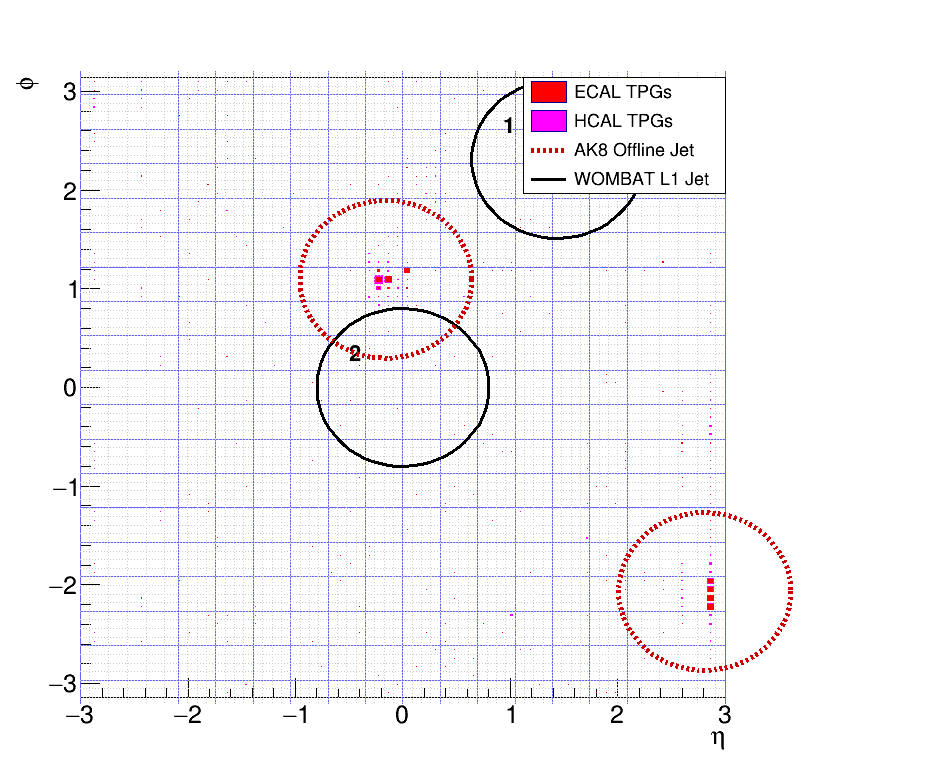 ϕ
3
2
1
0
−1
−2
−3
1
2
ECAL TPGs
HCAL TPGs
AK8 Offline Jet
WOMBAT L1 Jet
−3 −2 −1 0 1 2 3
η